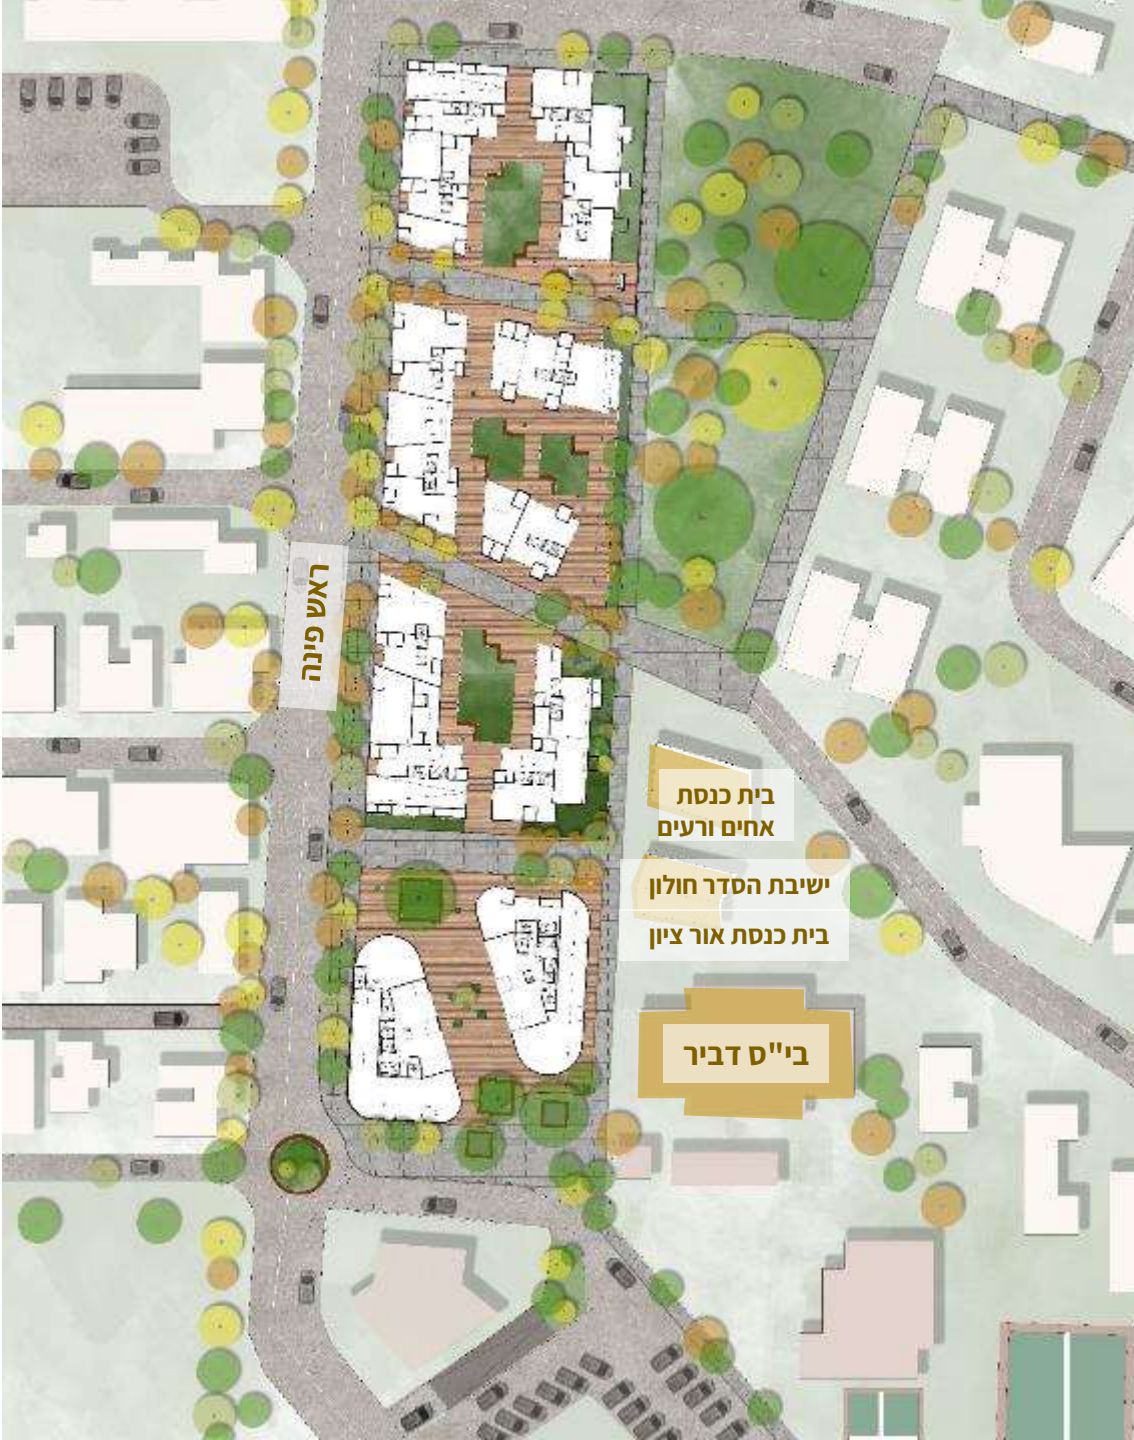 ראש פינה
בית כנסת
אחים ורעים
ישיבת הסדר חולון
בית כנסת אור ציון
בי"ס דביר